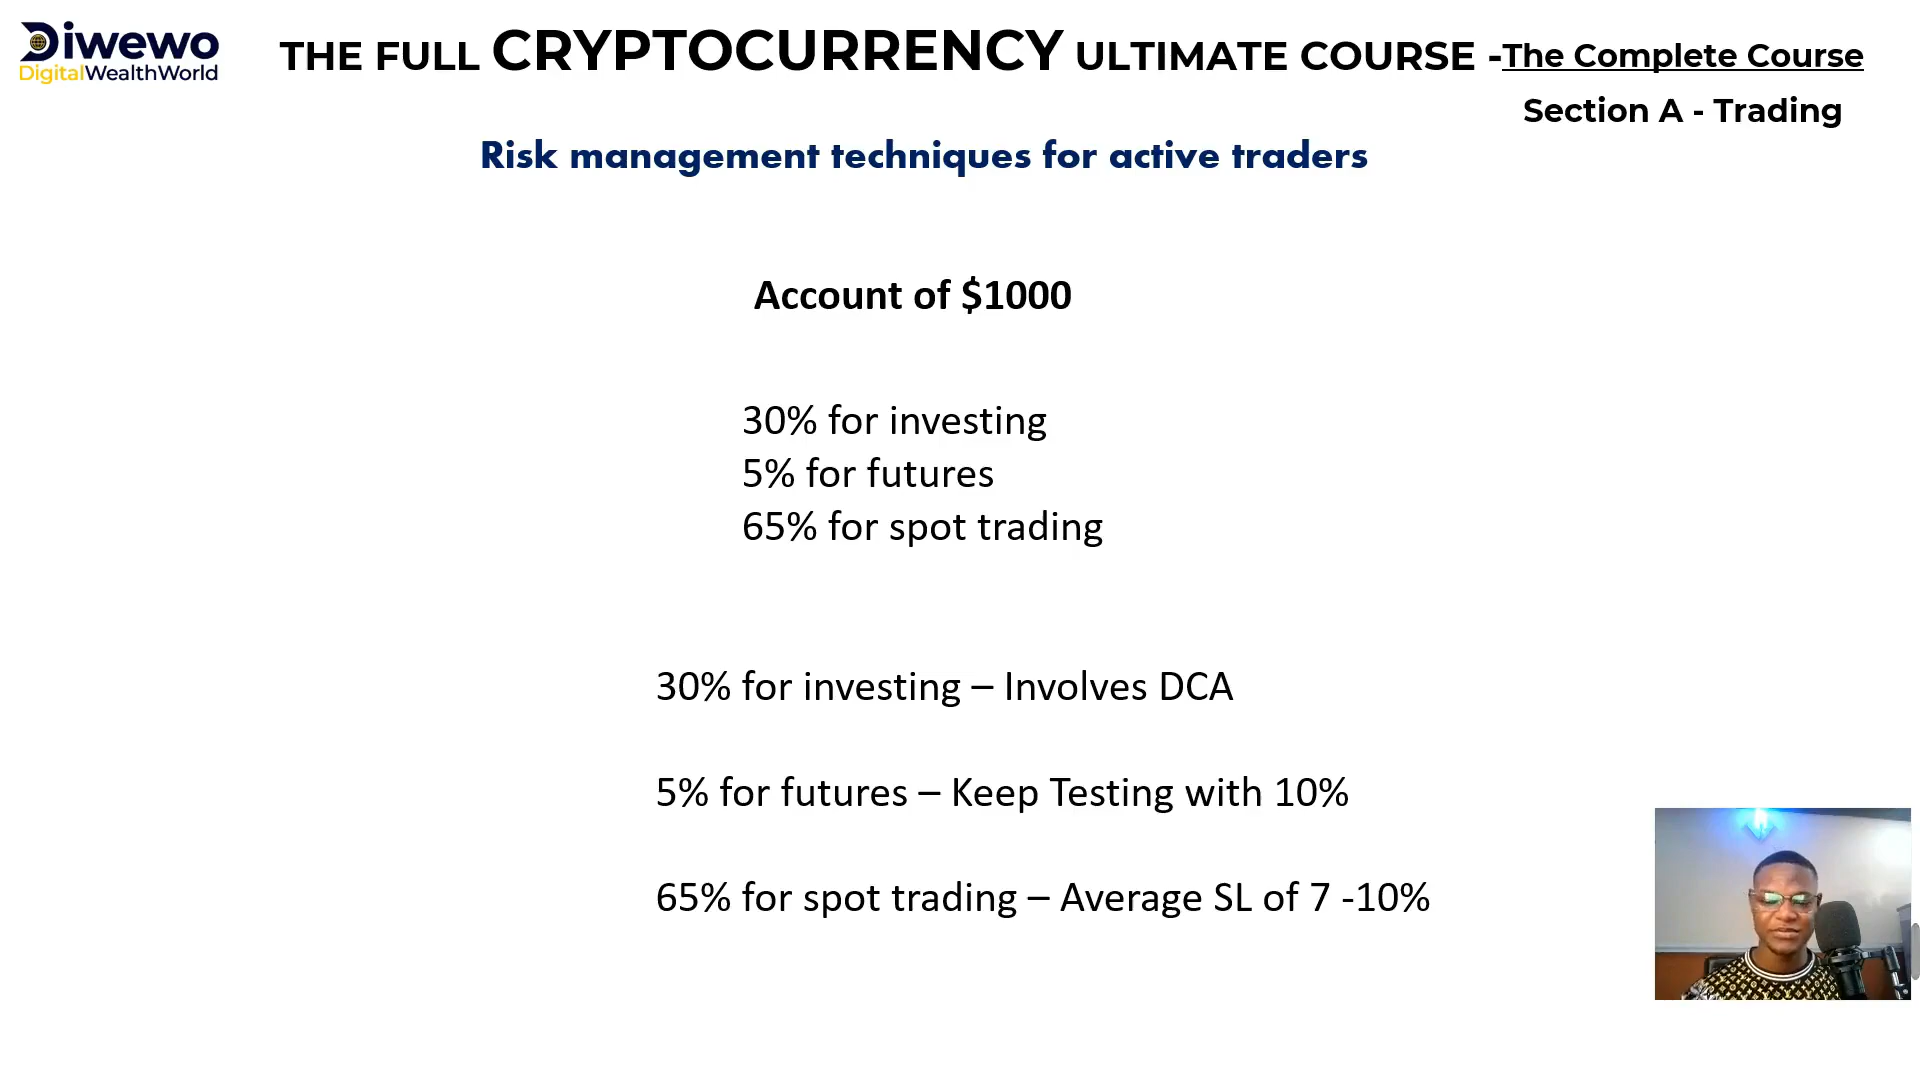 Diwewo
DigitalWealthWorld
THE FULL CRYPTOCURRENCY ULTIMATE COURSE -The Complete Course
Section A - Trading
Risk management techniques for active traders
Account of $1000
30% for investing
5% for futures
65% for spot trading
30% for investing – Involves DCA
5% for futures – Keep Testing with 10%
65% for spot trading – Average SL of 7 -10%